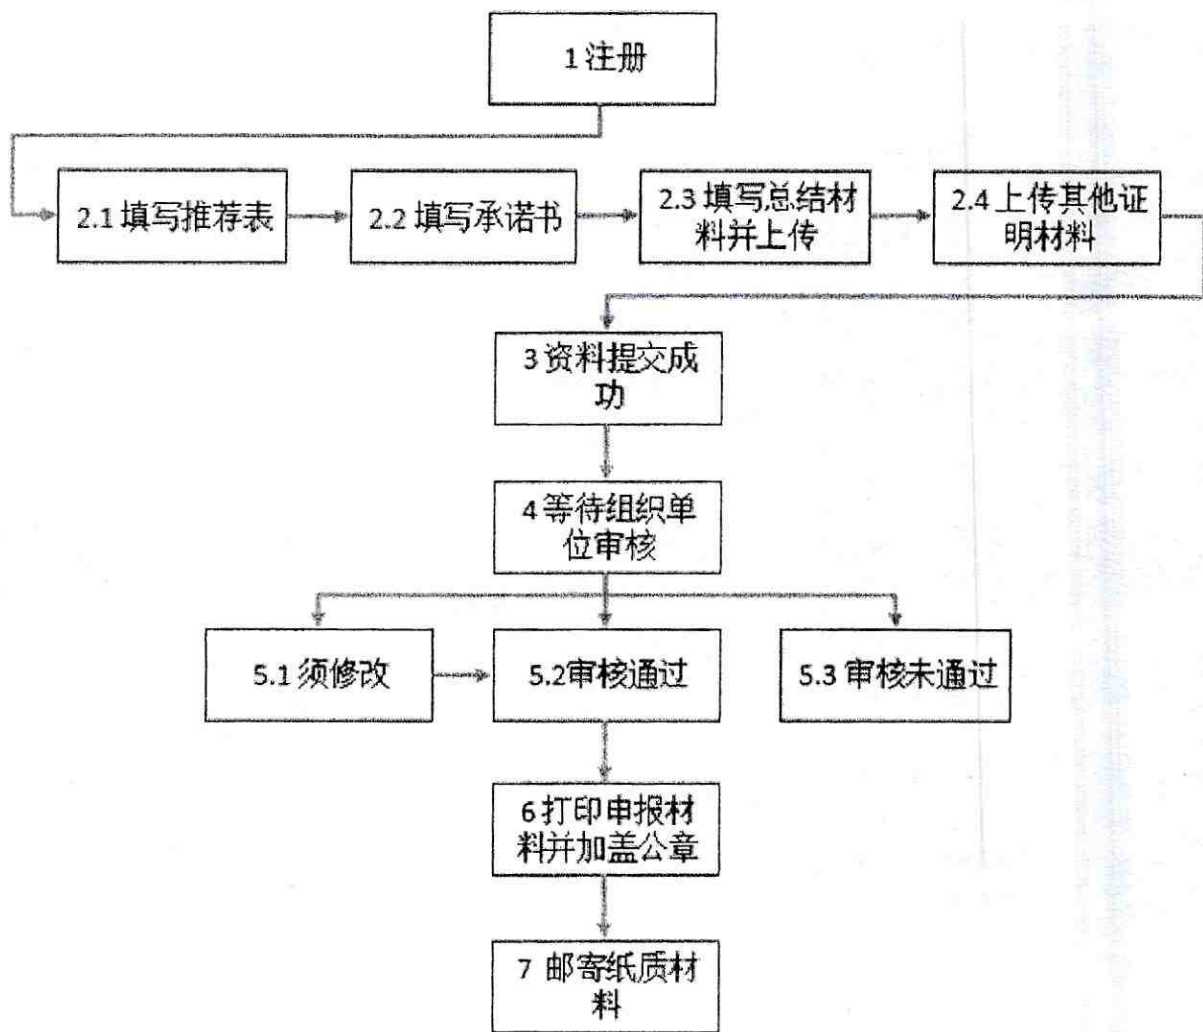 1 注册
2.1 填写推荐表
2.2 填写承诺书
2.3 填写总结材
料并上传
2.4 上传其他证
明材料
3 资料提交成
功
4 等待组织单
位审核
5.1 须修改
5.2审核通过
5.3 审核未通过
6 打印申报材
料并加盖公章
7 邮寄纸质材
料